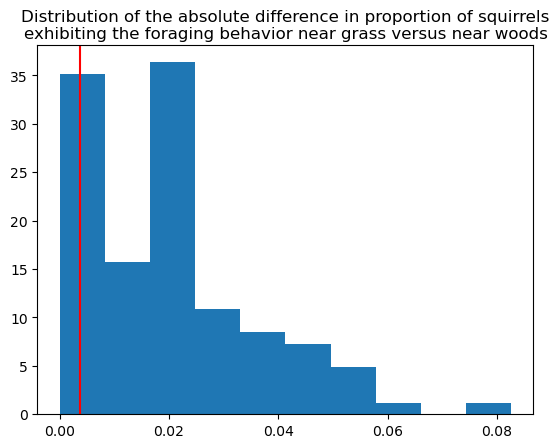 Distribution of the absolute difference in proportion of squirrels
exhibiting the foraging behavior near grass versus near woods
35
30
25
20
15
10
5
0
0.00 0.02 0.04 0.06 0.08